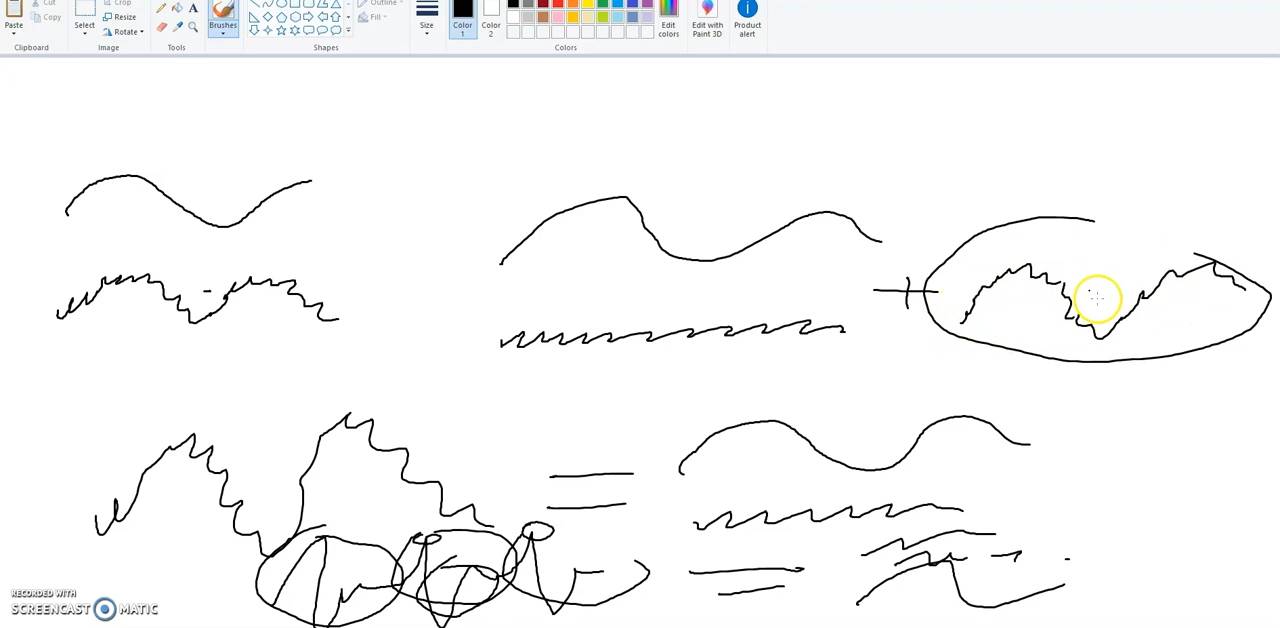 Cut
Crop
Outline
Paste
Copy
Select
Resize
Rotate
Brushes
Fill
Size
Color
1
Color
2
Edit
colors
Edit with
Paint 3D
Product
alert
Clipboard
Image
Tools
Shapes
Colors
RECORDED WITH
SCREENCAST MATIC